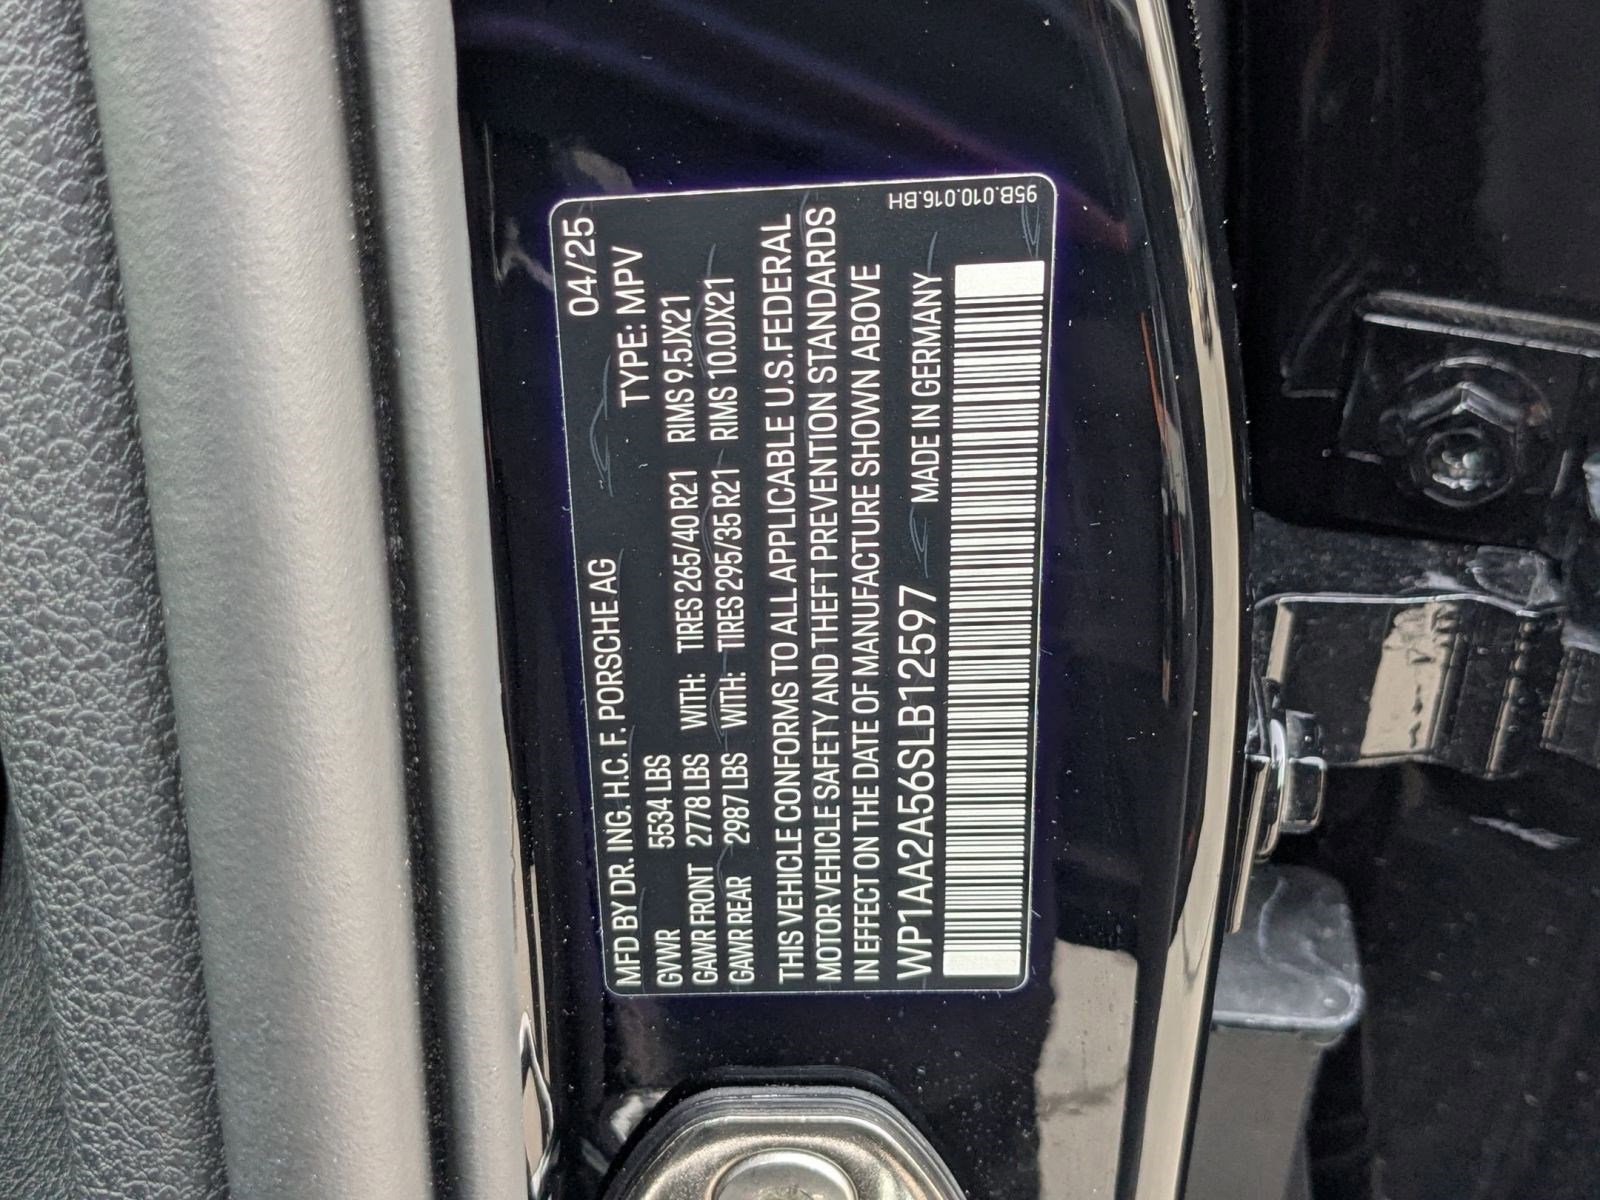 MFD BY DR. ING. H.C. F. PORSCHE AG 04/25
GVWR 5534 LBS TYPE: MPV
GAWR FRONT 2778 LBS WITH: TIRES 265/40 R21 RIMS 9.5JX21
GAWR REAR 2987 LBS WITH: TIRES 295/35 R21 RIMS 10.0JX21
THIS VEHICLE CONFORMS TO ALL APPLICABLE U.S. FEDERAL
MOTOR VEHICLE SAFETY AND THEFT PREVENTION STANDARDS
IN EFFECT ON THE DATE OF MANUFACTURE SHOWN ABOVE
WP1AA2A56SLB12597 MADE IN GERMANY
95B.010.016.BH